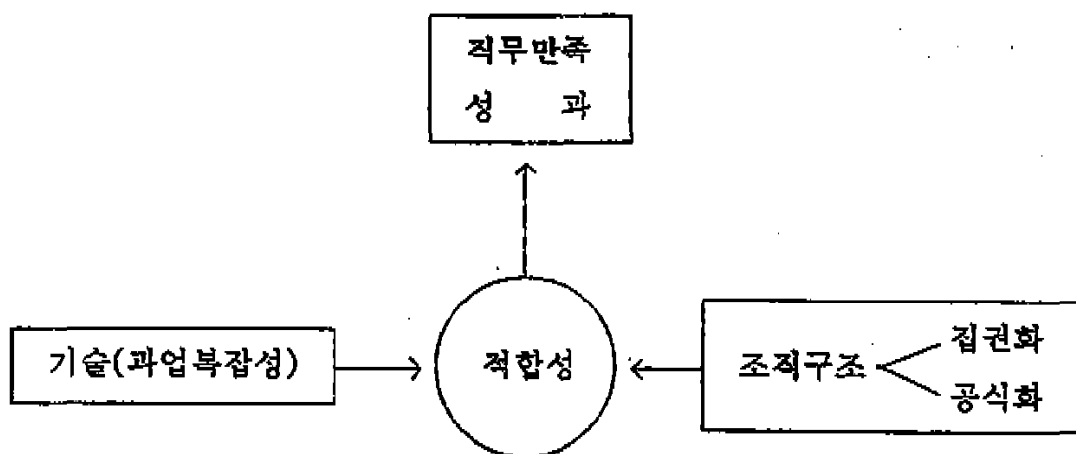 직무만족
성 과
기술(과업복잡성)
적합성
조직구조
집권화
공식화